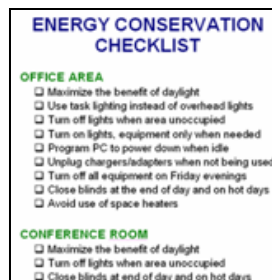 ENERGY CONSERVATION
CHECKLIST
OFFICE AREA
❑ Maximize the benefit of daylight
❑ Use task lighting instead of overhead lights
❑ Turn off lights when area unoccupied
❑ Turn on lights, equipment only when needed
❑ Program PC to power down when idle
❑ Unplug chargers/adapters when not being used
❑ Turn off all equipment on Friday evenings
❑ Close blinds at the end of day and on hot days
❑ Avoid use of space heaters
CONFERENCE ROOM
❑ Maximize the benefit of daylight
❑ Turn off lights when area unoccupied
❑ Close blinds at end of day and on hot days